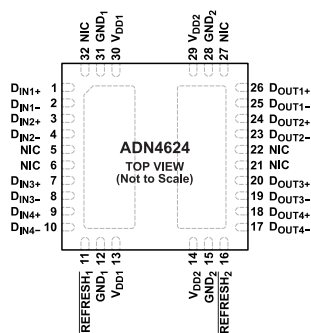 NIC
GND1
VDD1
VDD2
GND2
NIC
32
31
30
29
28
27
DIN1+ 1
DIN1– 2
DIN2+ 3
DIN2– 4
NIC 5
NIC 6
DIN3+ 7
DIN3– 8
DIN4+ 9
DIN4– 10
ADN4624
TOP VIEW
(Not to Scale)
26 DOUT1+
25 DOUT1–
24 DOUT2+
23 DOUT2–
22 NIC
21 NIC
20 DOUT3+
19 DOUT3–
18 DOUT4+
17 DOUT4–
11
12
13
14
15
16
REFRESH1
GND1
VDD1
VDD2
GND2
REFRESH2